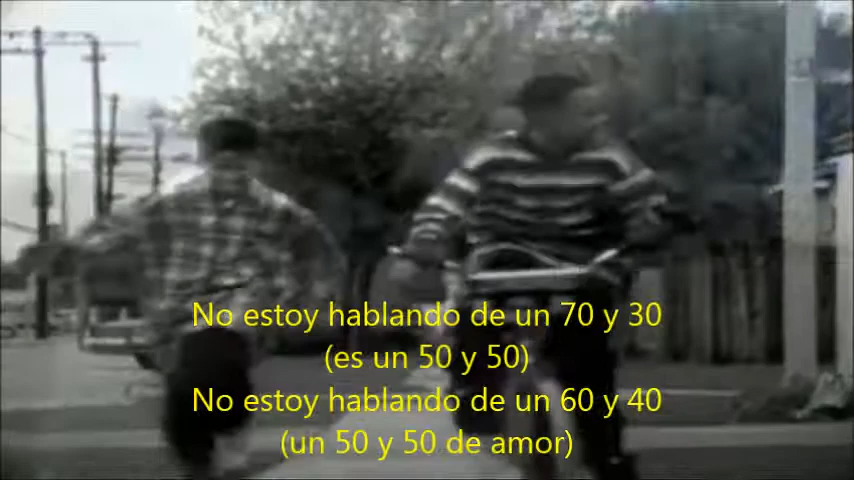 No estoy hablando de un 70 y 30
(es un 50 y 50)
No estoy hablando de un 60 y 40
(un 50 y 50 de amor)